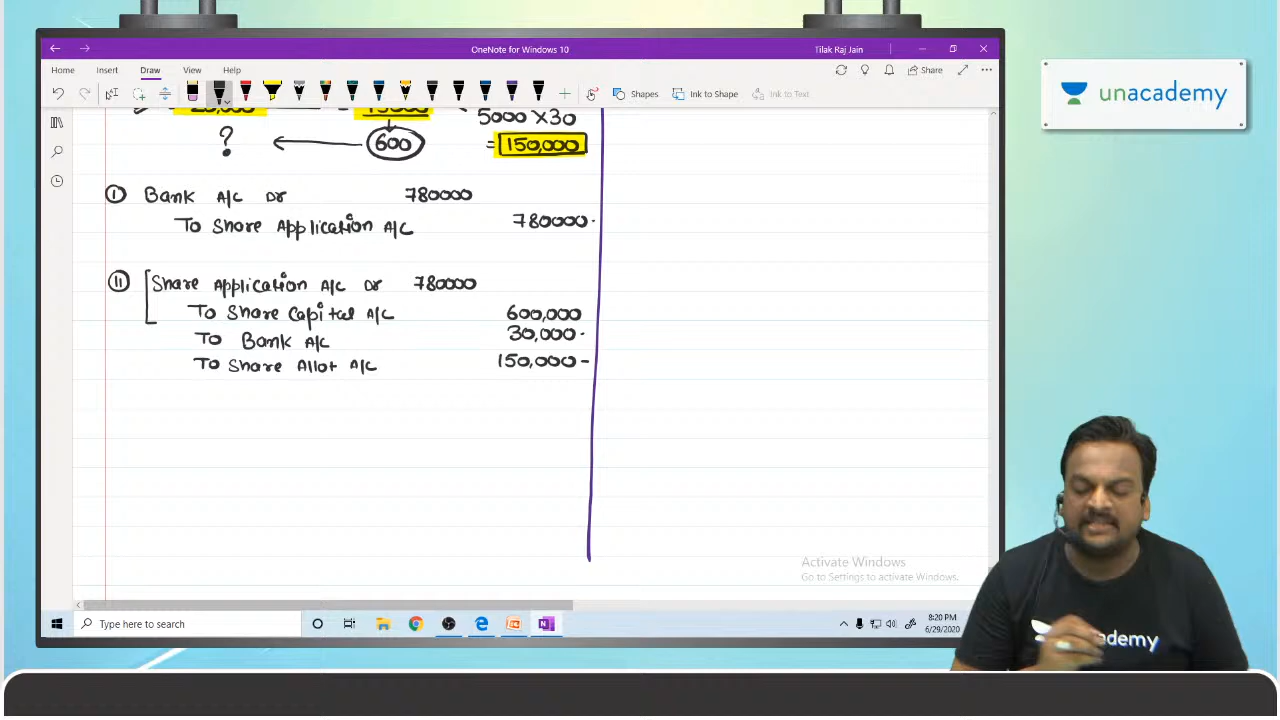 OneNote for Windows 10
Tilak Raj Jain
Home Insert Draw View Help
Share
Shapes
Ink to Shape
Ink to Text
unacademy
5000 X 30
?
600
= 150,000
I Bank A/C Dr 780000
To Share Application A/C 780000
II Share Application A/C Dr 780000
To Share Capital A/C 600,000
To Bank A/C 30,000
To Share Allot A/C 150,000
Activate Windows
Go to Settings to activate Windows.
Type here to search
8:20 PM
6/29/2020